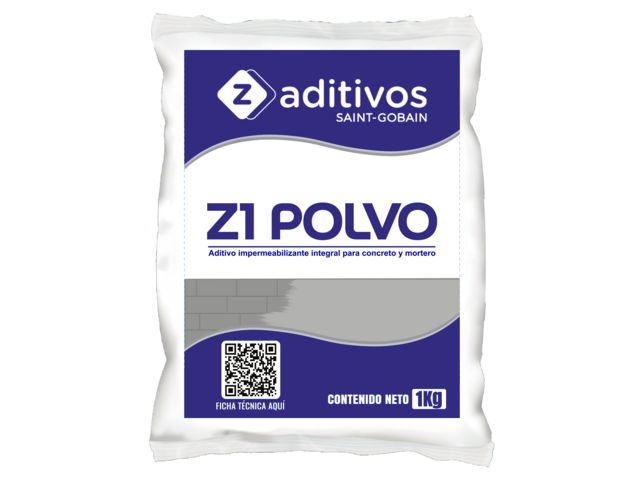 Z aditivos
SAINT-GOBAIN
Z1 POLVO
Aditivo impermeabilizante integral para concreto y mortero
FICHA TÉCNICA AQUÍ
CONTENIDO NETO 1Kg